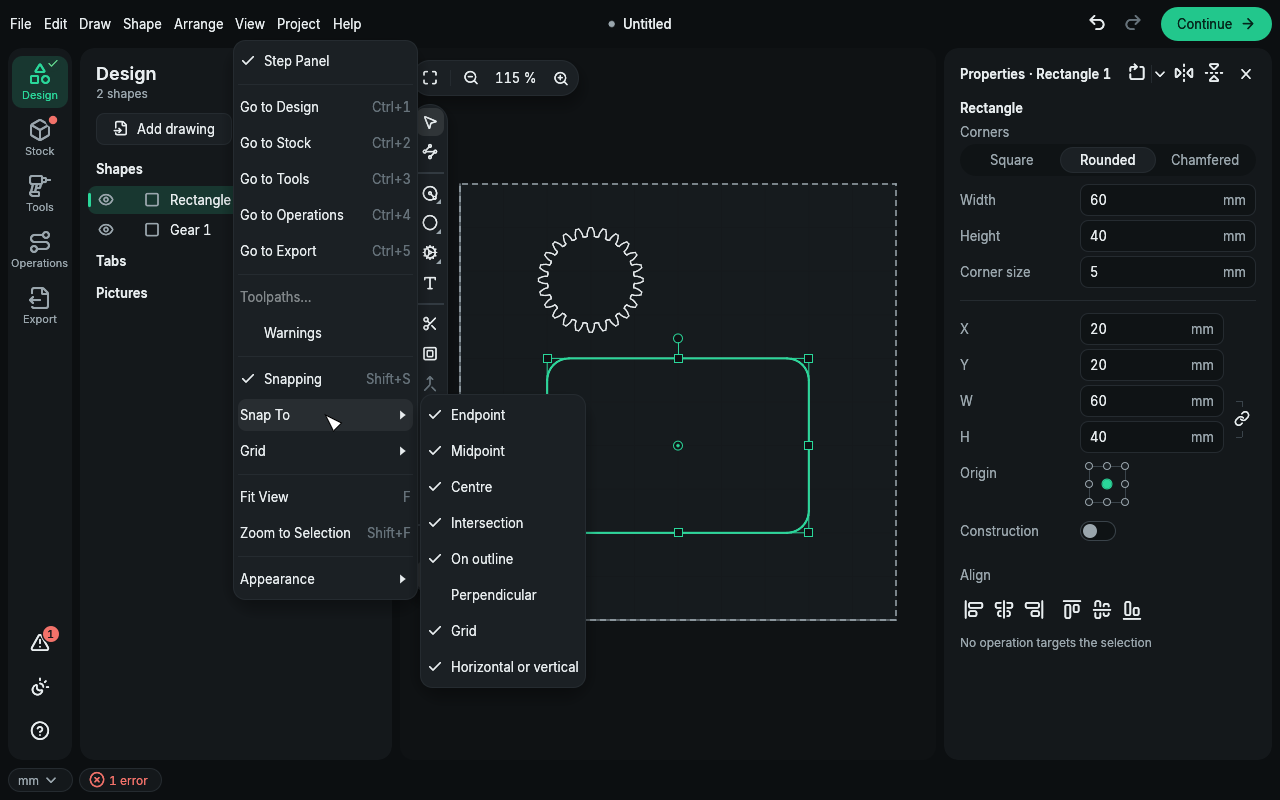 File Edit Draw Shape Arrange View Project Help
Untitled
Continue
Design
Stock
Tools
Operations
Export
1
Design
2 shapes
Add drawing
Shapes
Rectangle
Gear 1
Tabs
Pictures
Step Panel
Go to Design Ctrl+1
Go to Stock Ctrl+2
Go to Tools Ctrl+3
Go to Operations Ctrl+4
Go to Export Ctrl+5
Toolpaths...
Warnings
Snapping Shift+S
Snap To
Grid
Fit View F
Zoom to Selection Shift+F
Appearance
Endpoint
Midpoint
Centre
Intersection
On outline
Perpendicular
Grid
Horizontal or vertical
115 %
T
Properties · Rectangle 1
Rectangle
Corners
Square Rounded Chamfered
Width 60 mm
Height 40 mm
Corner size 5 mm
X 20 mm
Y 20 mm
W 60 mm
H 40 mm
Origin
Construction
Align
No operation targets the selection
mm
1 error